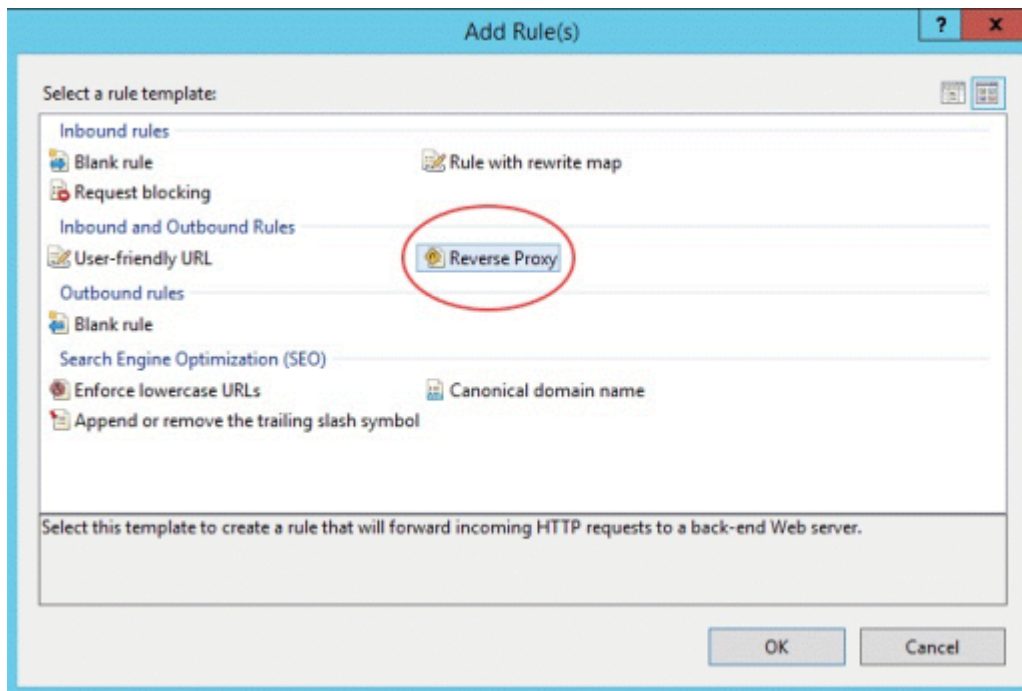 Add Rule(s)
?
x
Select a rule template:
Inbound rules
Blank rule
Rule with rewrite map
Request blocking
Inbound and Outbound Rules
User-friendly URL
Reverse Proxy
Outbound rules
Blank rule
Search Engine Optimization (SEO)
Enforce lowercase URLs
Canonical domain name
Append or remove the trailing slash symbol
Select this template to create a rule that will forward incoming HTTP requests to a back-end Web server.
OK
Cancel